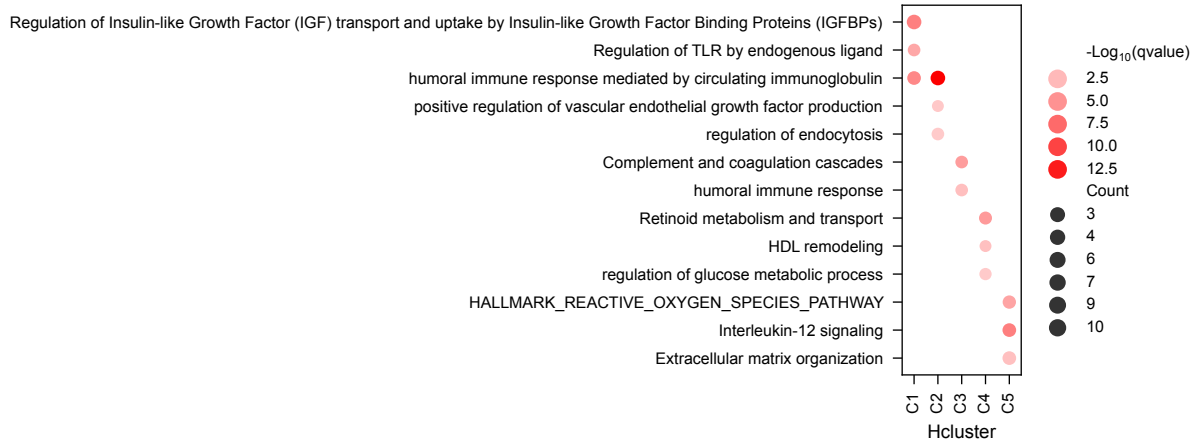 Regulation of Insulin-like Growth Factor (IGF) transport and uptake by Insulin-like Growth Factor Binding Proteins (IGFBPs)
Regulation of TLR by endogenous ligand
humoral immune response mediated by circulating immunoglobulin
positive regulation of vascular endothelial growth factor production
regulation of endocytosis
Complement and coagulation cascades
humoral immune response
Retinoid metabolism and transport
HDL remodeling
regulation of glucose metabolic process
HALLMARK_REACTIVE_OXYGEN_SPECIES_PATHWAY
Interleukin-12 signaling
Extracellular matrix organization
C1
C2
C3
C4
C5
Hcluster
-Log10(qvalue)
2.5
5.0
7.5
10.0
12.5
Count
3
4
6
7
9
10